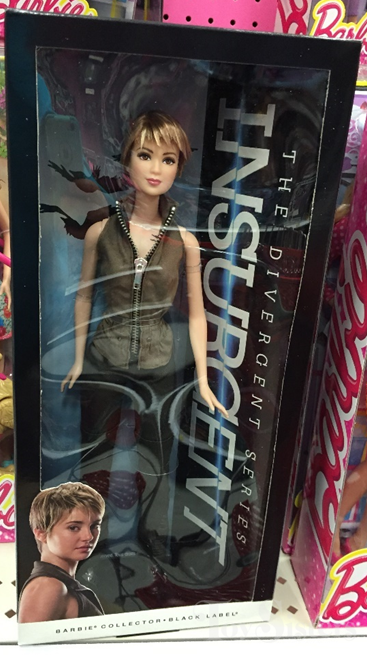 Barbie
THE DIVERGENT SERIES
INSURGENT
BARBIE® COLLECTOR • BLACK LABEL®